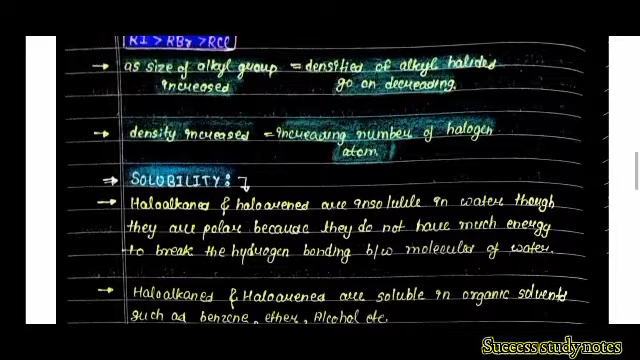 RI > RBr > RCl
→ as size of alkyl group = densities of alkyl halides
increased go on decreasing.
→ density increased = increasing number of halogen
atom
⇒ SOLUBILITY:
→ Haloalkanes & haloarenes are insoluble in water though
they are polar because they do not have much energy
to break the hydrogen bonding b/w molecules of water.
→ Haloalkanes & Haloarenes are soluble in organic solvents
such as benzene, ether, Alcohol etc.
Success study notes